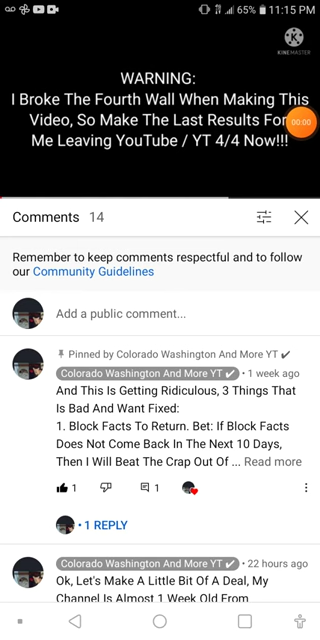 65% 11:15 PM
KINEMASTER
WARNING:
I Broke The Fourth Wall When Making This
Video, So Make The Last Results For
Me Leaving YouTube / YT 4/4 Now!!!
00:00
Comments 14
Remember to keep comments respectful and to follow
our Community Guidelines
Add a public comment...
Pinned by Colorado Washington And More YT ✔
Colorado Washington And More YT ✔ • 1 week ago
And This Is Getting Ridiculous, 3 Things That
Is Bad And Want Fixed:
1. Block Facts To Return. Bet: If Block Facts
Does Not Come Back In The Next 10 Days,
Then I Will Beat The Crap Out Of ... Read more
1 1
• 1 REPLY
Colorado Washington And More YT ✔ • 22 hours ago
Ok, Let's Make A Little Bit Of A Deal, My
Channel Is Almost 1 Week Old From